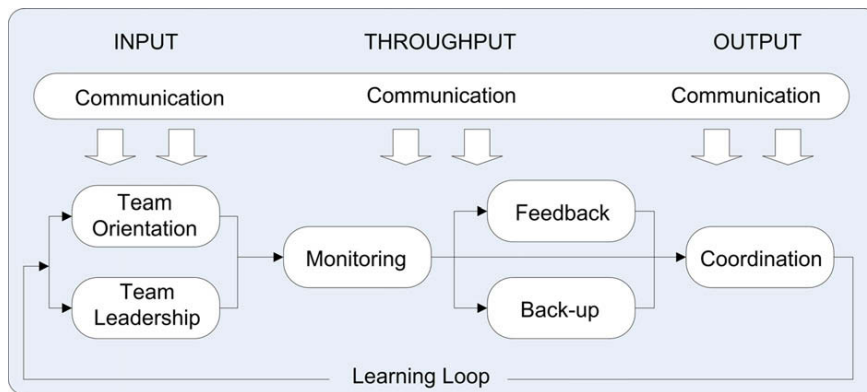 INPUT THROUGHPUT OUTPUT
Communication Communication Communication
Team
Orientation
Feedback
Monitoring
Coordination
Team
Leadership
Back-up
Learning Loop